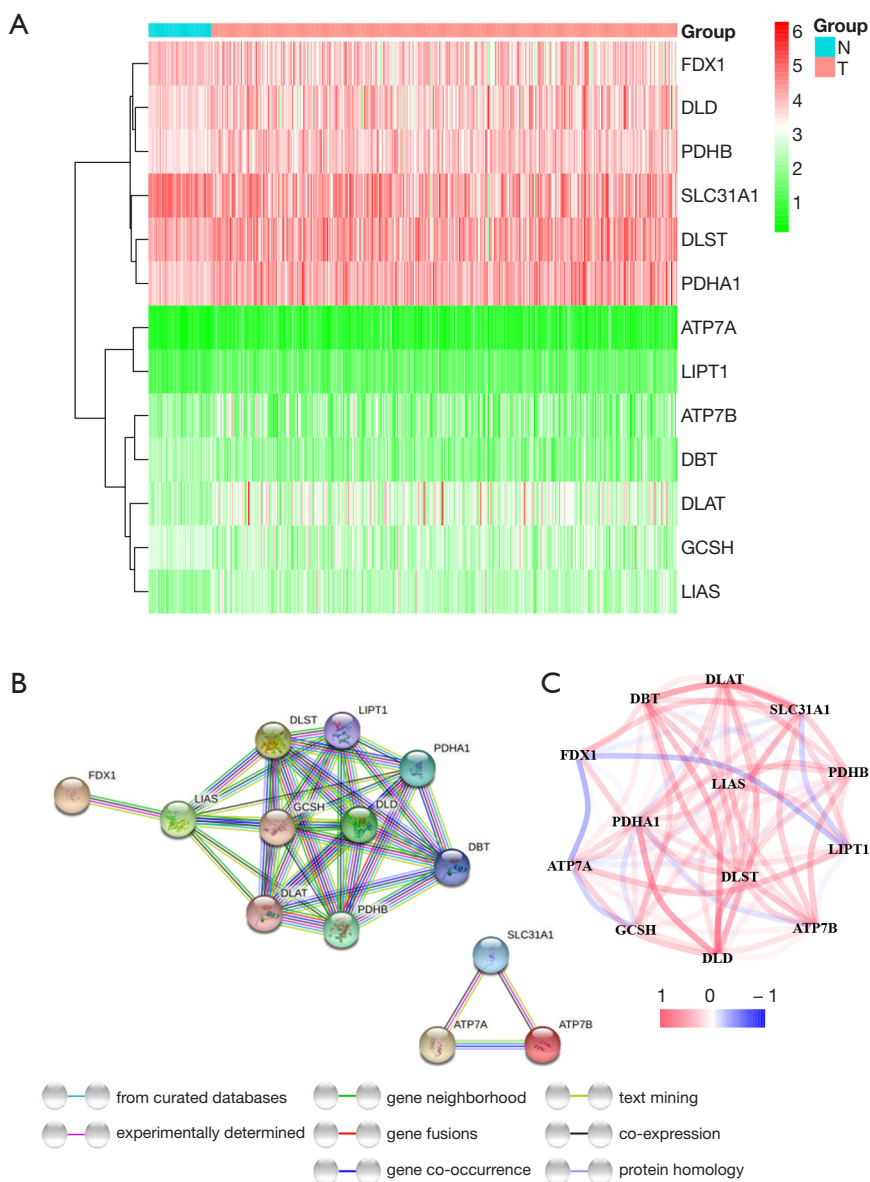 A
Group
FDX1
DLD
PDHB
SLC31A1
DLST
PDHA1
ATP7A
LIPT1
ATP7B
DBT
DLAT
GCSH
LIAS
6
5
4
3
2
1
Group
N
T
B
DLST
LIPT1
PDHA1
FDX1
LIAS
GCSH
DLD
DBT
DLAT
PDHB
SLC31A1
ATP7A
ATP7B
C
DLAT
DBT
SLC31A1
FDX1
LIAS
PDHB
PDHA1
LIPT1
ATP7A
DLST
GCSH
ATP7B
DLD
1 0 −1
from curated databases
gene neighborhood
text mining
experimentally determined
gene fusions
co-expression
gene co-occurrence
protein homology